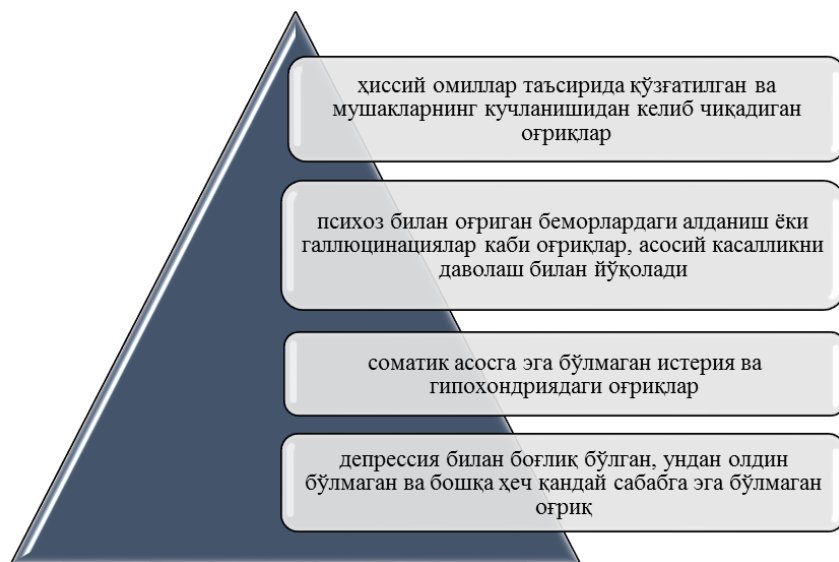 ҳиссий омиллар таъсирида қўзғатилган ва
мушакларнинг кучланишидан келиб чиқадиган
оғриқлар
психоз билан оғриган беморлардаги алданиш ёки
галлюцинациялар каби оғриқлар, асосий касалликни
даволаш билан йўқолади
соматик асосга эга бўлмаган истерия ва
гипохондриядаги оғриқлар
депрессия билан боғлиқ бўлган, ундан олдин
бўлмаган ва бошқа ҳеч қандай сабабга эга бўлмаган
оғриқ